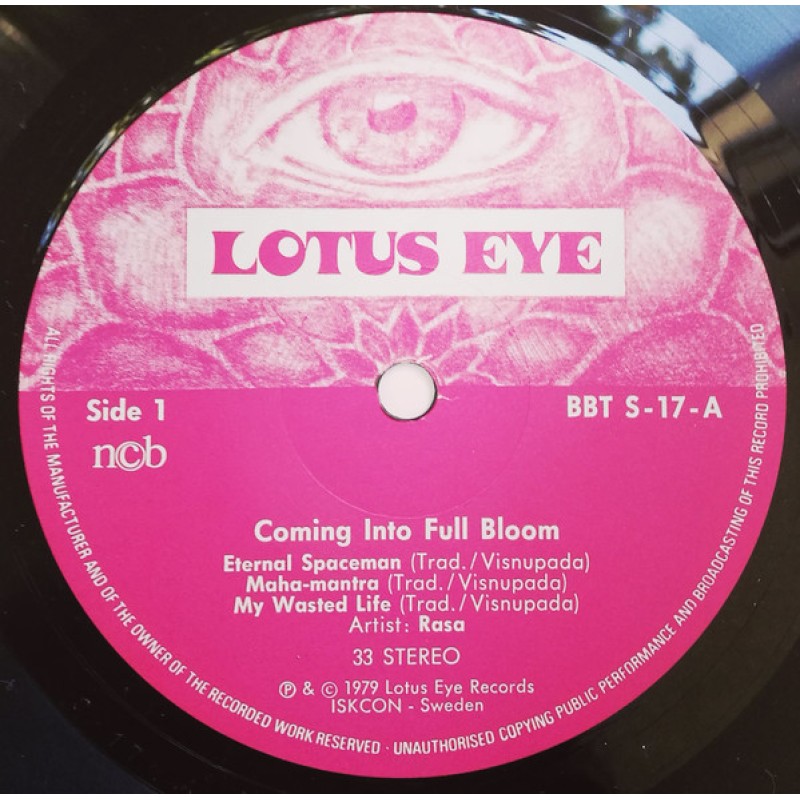 LOTUS EYE
Side 1
BBT S-17-A
n©b
Coming Into Full Bloom
Eternal Spaceman (Trad./Visnupada)
Maha-mantra (Trad./Visnupada)
My Wasted Life (Trad./Visnupada)
Artist: Rasa
33 STEREO
℗ & © 1979 Lotus Eye Records
ISKCON - Sweden
ALL RIGHTS OF THE MANUFACTURER AND OF THE OWNER OF THE RECORDED WORK RESERVED · UNAUTHORISED COPYING PUBLIC PERFORMANCE AND BROADCASTING OF THIS RECORD PROHIBITED